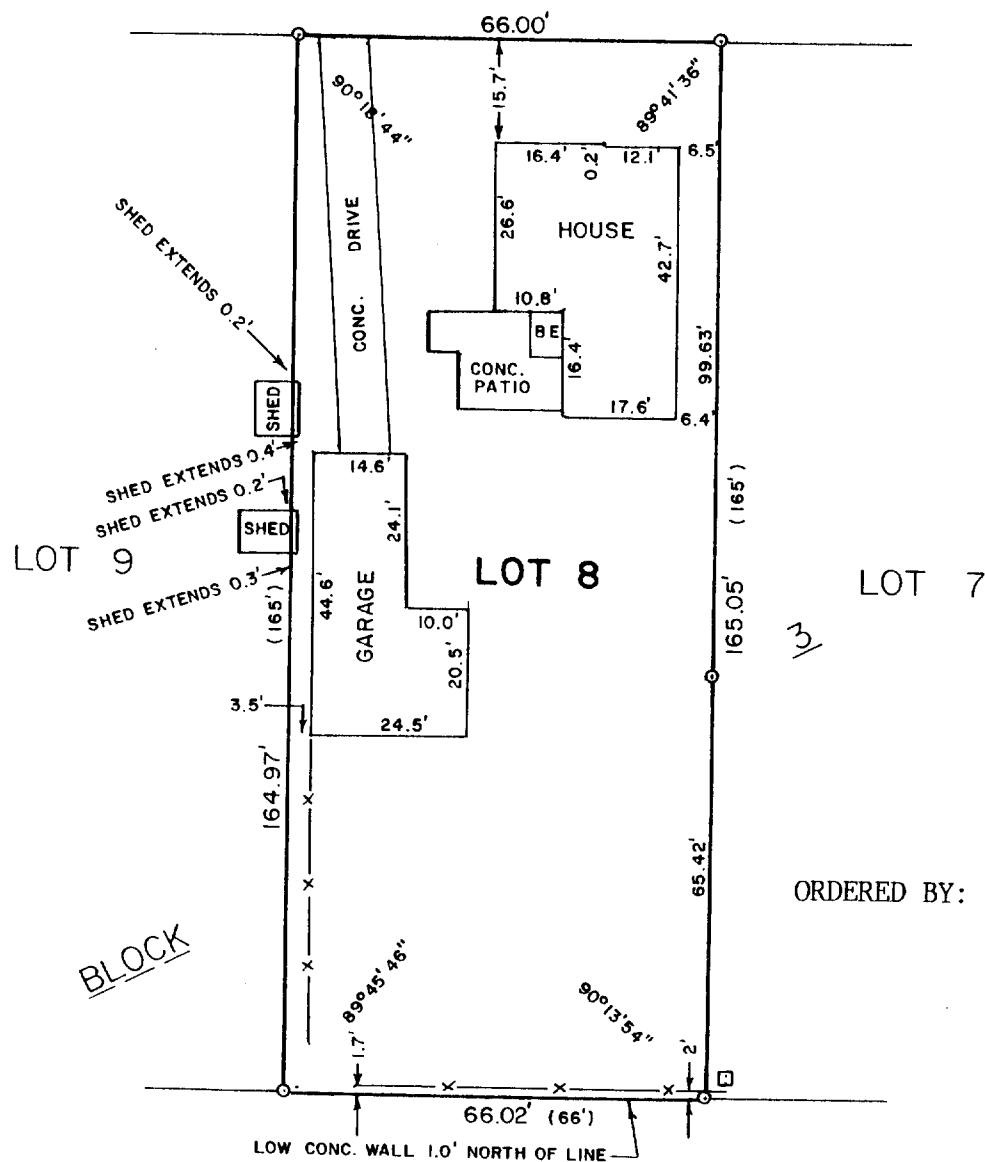 66.00'
90°18'44"
15.7'
89°41'36"
16.4'
0.2'
12.1'
6.5'
SHED EXTENDS 0.2'
CONC. DRIVE
26.6'
HOUSE
42.7'
10.8'
BE
16.4'
CONC.
PATIO
99.63'
17.6'
6.4'
SHED
SHED EXTENDS 0.4'
SHED EXTENDS 0.2'
14.6'
24.1'
(165')
SHED
LOT 9
SHED EXTENDS 0.3'
(165')
44.6'
GARAGE
LOT 8
LOT 7
10.0'
20.5'
165.05'
3
3.5'
24.5'
164.97'
65.42'
ORDERED BY:
BLOCK
89°45'46"
90°13'54"
1.7'
2'
66.02' (66')
LOW CONC. WALL 1.0' NORTH OF LINE